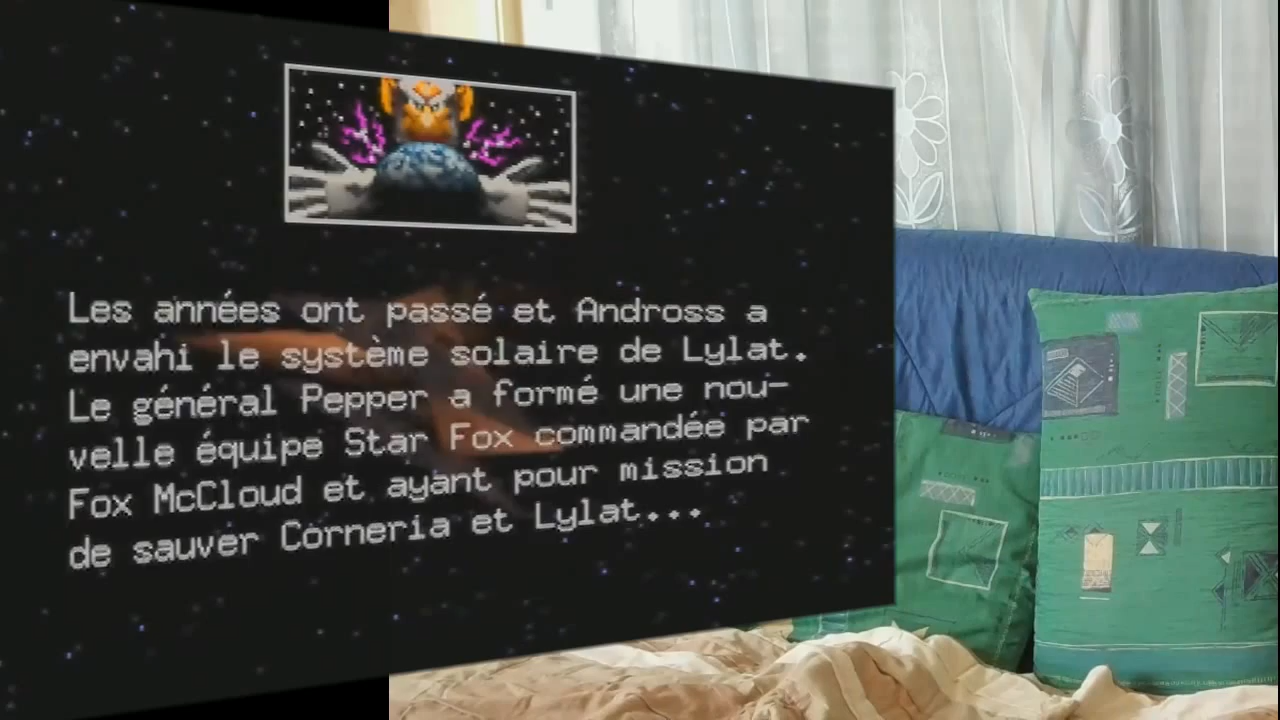 Les années ont passé et Andross a
envahi le système solaire de Lylat.
Le général Pepper a formé une nou-
velle équipe Star Fox commandée par
Fox McCloud et ayant pour mission
de sauver Corneria et Lylat...